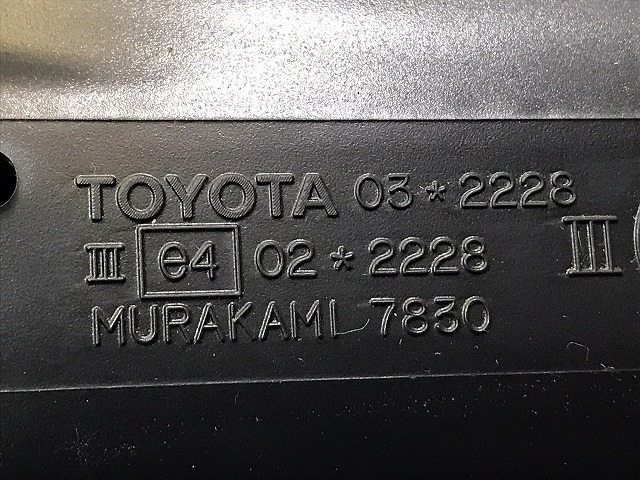 TOYOTA 03*2228
III e4 02*2228 III
MURAKAMI 7830